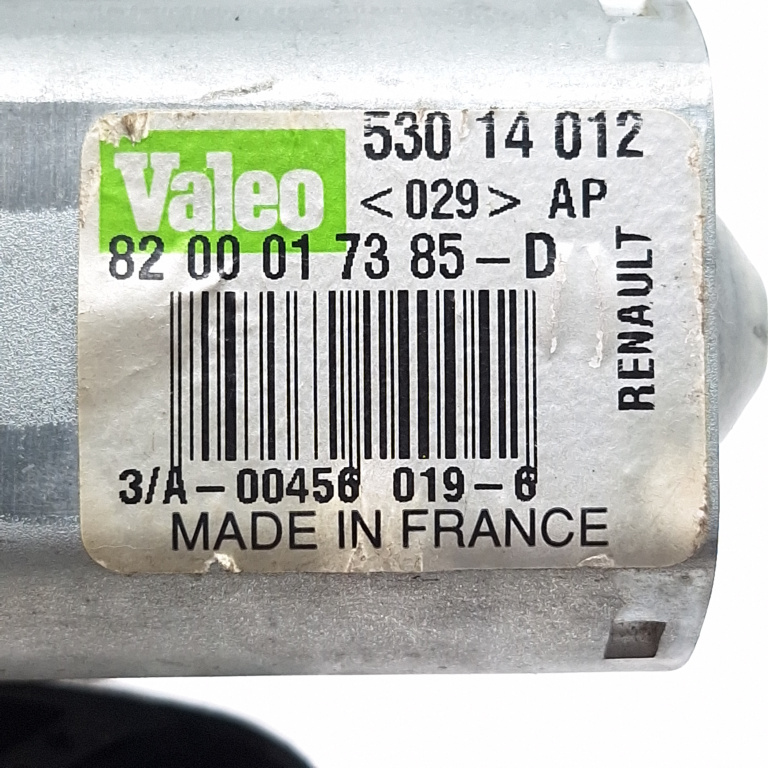 Valeo
530 14 012
<029> AP
82 00 01 73 85-D
RENAULT
3/A-00456 019-6
MADE IN FRANCE